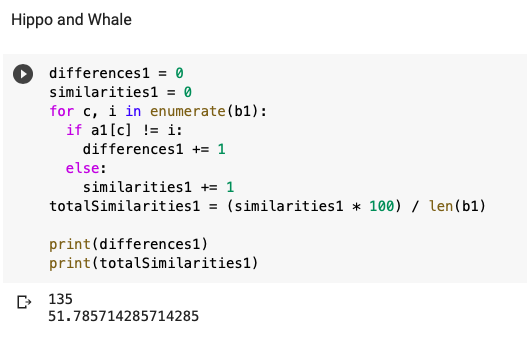 Hippo and Whale
differences1 = 0
similarities1 = 0
for c, i in enumerate(b1):
  if a1[c] != i:
    differences1 += 1
  else:
    similarities1 += 1
totalSimilarities1 = (similarities1 * 100) / len(b1)

print(differences1)
print(totalSimilarities1)
135
51.785714285714285